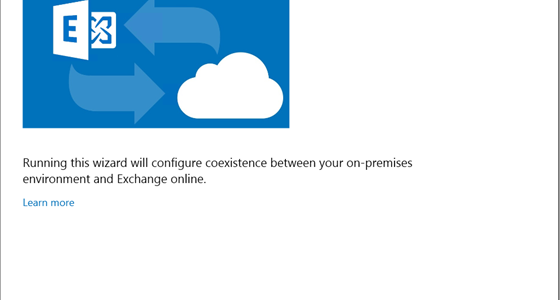 E
Running this wizard will configure coexistence between your on-premises
environment and Exchange online.
Learn more